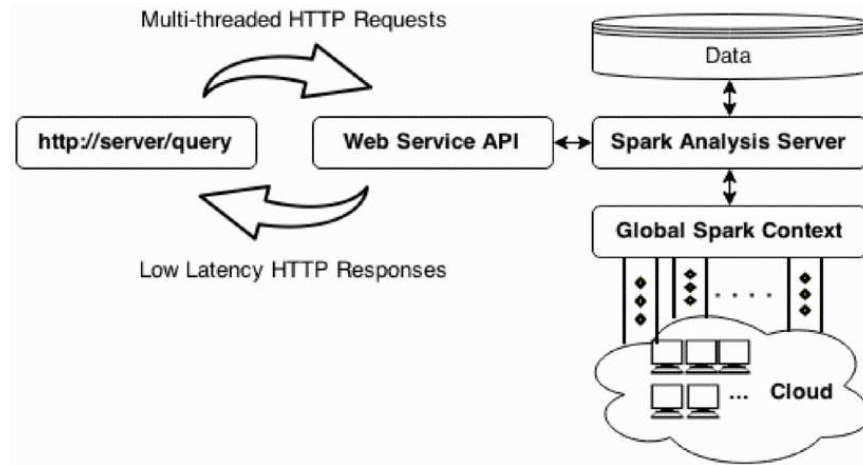 Multi-threaded HTTP Requests
Data
http://server/query
Web Service API
Spark Analysis Server
Low Latency HTTP Responses
Global Spark Context
. . . .
... Cloud